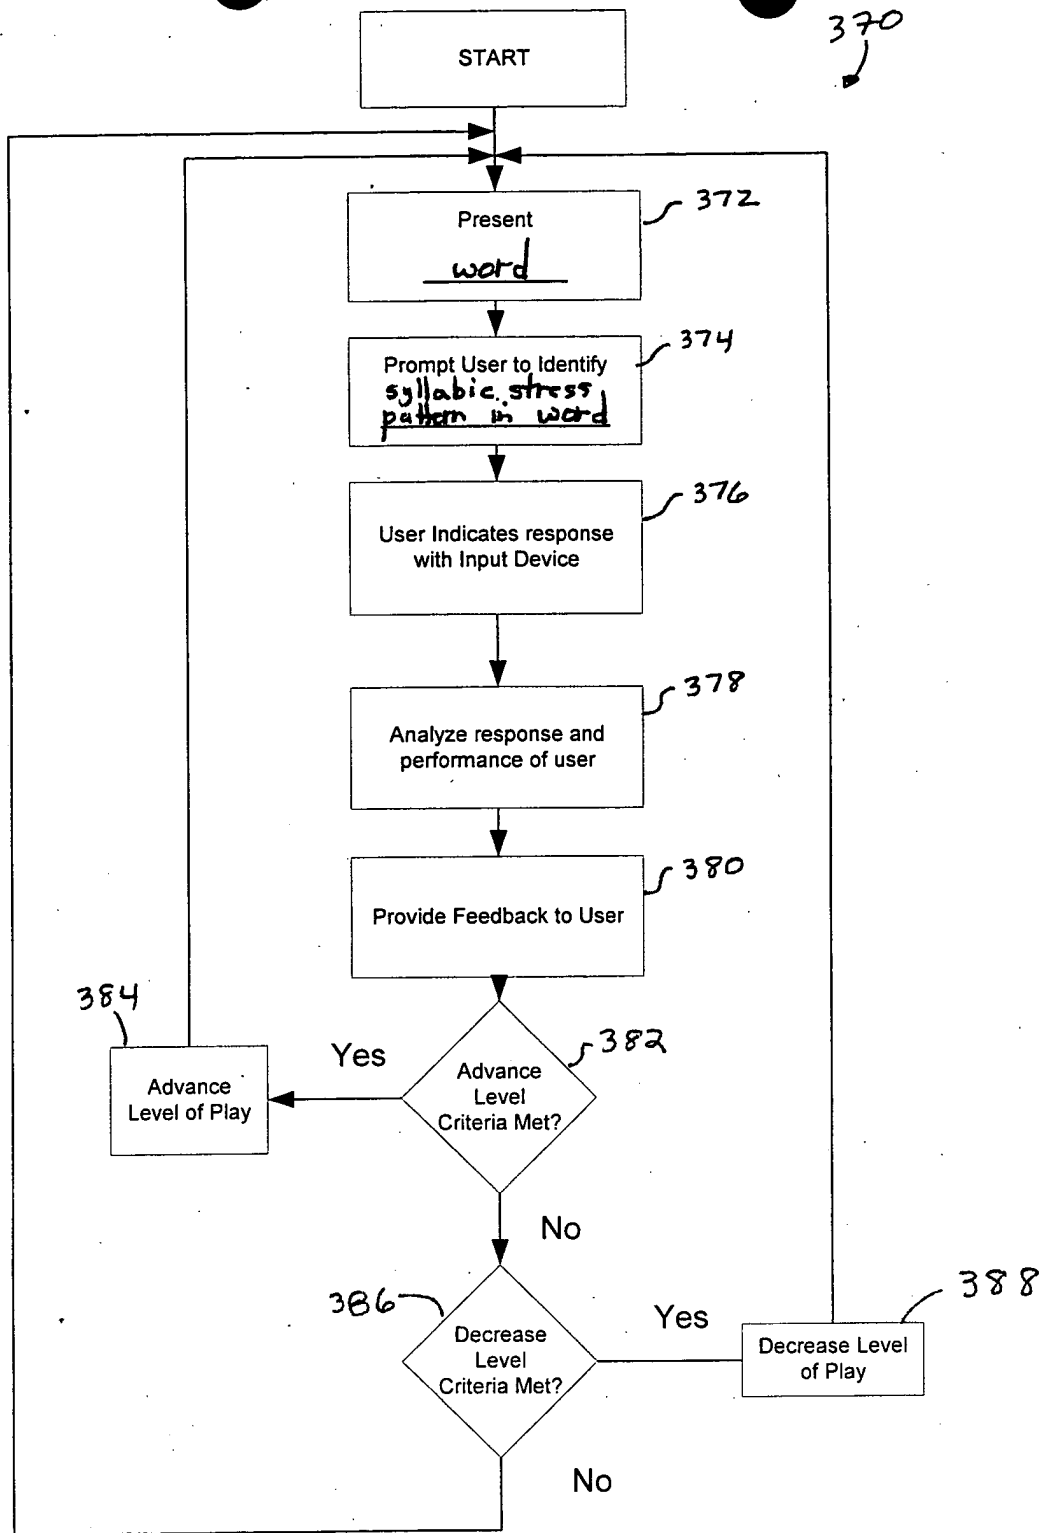 370
START
372
Present
word
374
Prompt User to Identify
syllabic stress
pattern in word
376
User Indicates response
with Input Device
378
Analyze response and
performance of user
380
Provide Feedback to User
384
382
Yes
Advance
Level
Criteria Met?
Advance
Level of Play
No
386
388
Yes
Decrease
Level
Criteria Met?
Decrease Level
of Play
No